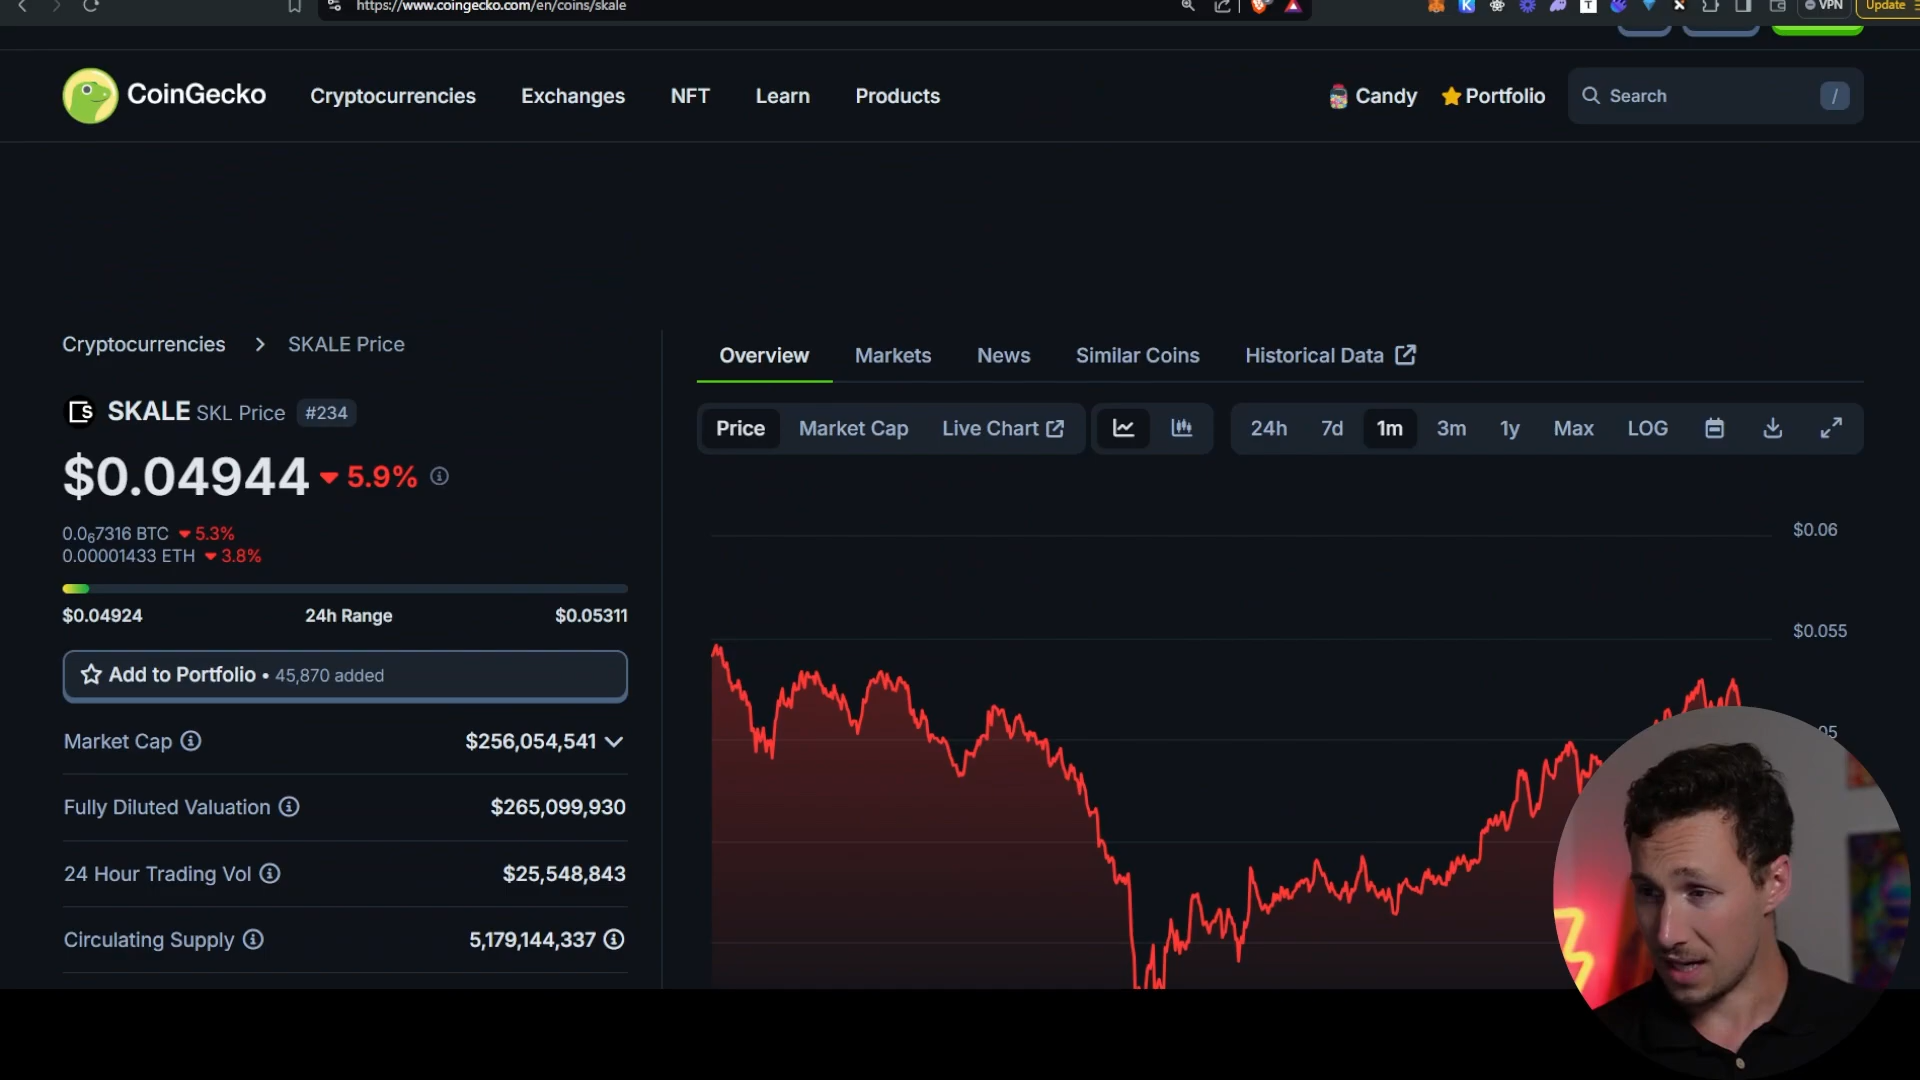 https://www.coingecko.com/en/coins/skale
VPN
Update
CoinGecko
Cryptocurrencies
Exchanges
NFT
Learn
Products
Candy
Portfolio
Search
/
Cryptocurrencies > SKALE Price
SKALE SKL Price #234
$0.04944 5.9%
0.0₆7316 BTC 5.3%
0.00001433 ETH 3.8%
$0.04924 24h Range $0.05311
Add to Portfolio • 45,870 added
Market Cap $256,054,541
Fully Diluted Valuation $265,099,930
24 Hour Trading Vol $25,548,843
Circulating Supply 5,179,144,337
Overview
Markets
News
Similar Coins
Historical Data
Price
Market Cap
Live Chart
24h
7d
1m
3m
1y
Max
LOG
$0.06
$0.055